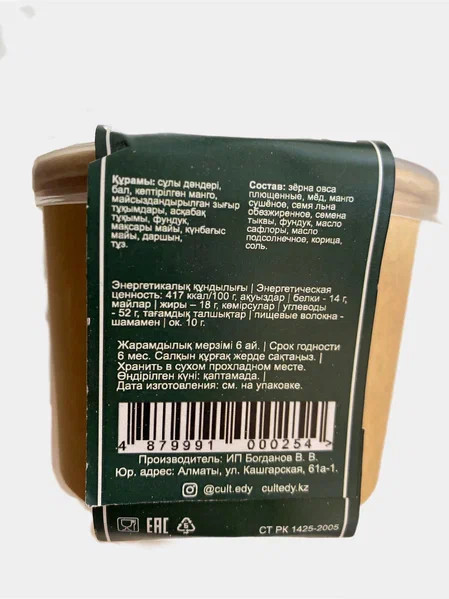 Құрамы: сұлы дәндері,
бал, кептірілген манго,
майсыздандырылған зығыр
тұқымдары, асқабақ
тұқымы, фундук,
мақсары майы, күнбағыс
майы, даршын,
тұз.
Состав: зёрна овса
плющенные, мёд, манго
сушёное, семя льна
обезжиренное, семена
тыквы, фундук, масло
сафлоры, масло
подсолнечное, корица,
соль.
Энергетикалық құндылығы | Энергетическая
ценность: 417 ккал/100 г, ақуыздар | белки - 14 г,
майлар | жиры – 18 г, көмірсулар | углеводы
- 52 г, тағамдық талшықтар | пищевые волокна -
шамамен | ок. 10 г.
Жарамдылық мерзімі 6 ай. | Срок годности
6 мес. Салқын құрғақ жерде сақтаңыз. |
Хранить в сухом прохладном месте.
Өндірілген күні: қаптамада. |
Дата изготовления: см. на упаковке.
4 879991 000254 >
Производитель: ИП Богданов В. В.
Юр. адрес: Алматы, ул. Кашгарская, 61а-1.
@cult.edy cultedy.kz
EAC 5
СТ РК 1425-2005